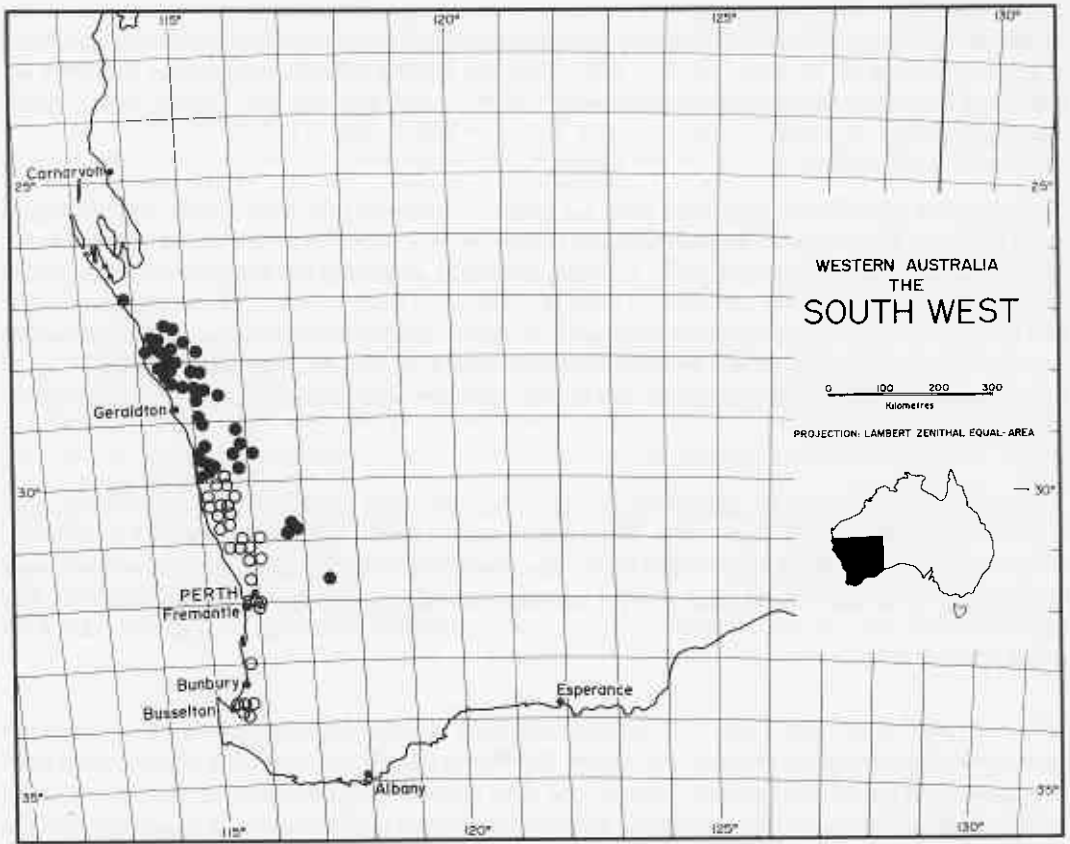 115°
120°
130°
Carnarvon
25°
25°
WESTERN AUSTRALIA
THE
SOUTH WEST
0 100 200 300
Kilometres
Geraldton
PROJECTION: LAMBERT ZENITHAL EQUAL-AREA
30°
30°
PERTH
Fremantle
Bunbury
Esperance
Busselton
Albany
35°
35°
115°
120°
125°
130°